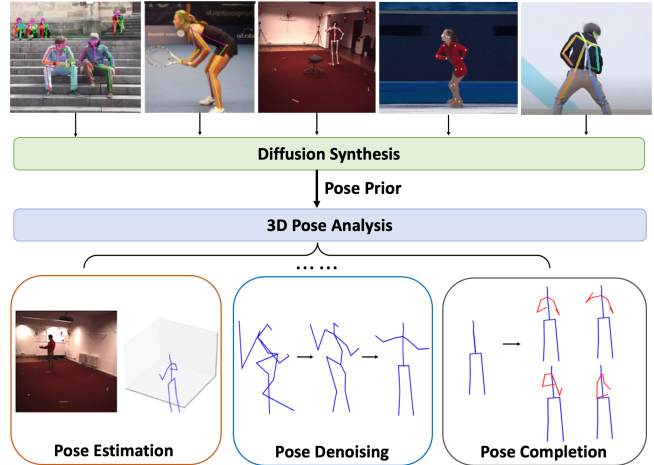 Diffusion Synthesis
Pose Prior
3D Pose Analysis
... ...
Pose Estimation
Pose Denoising
Pose Completion